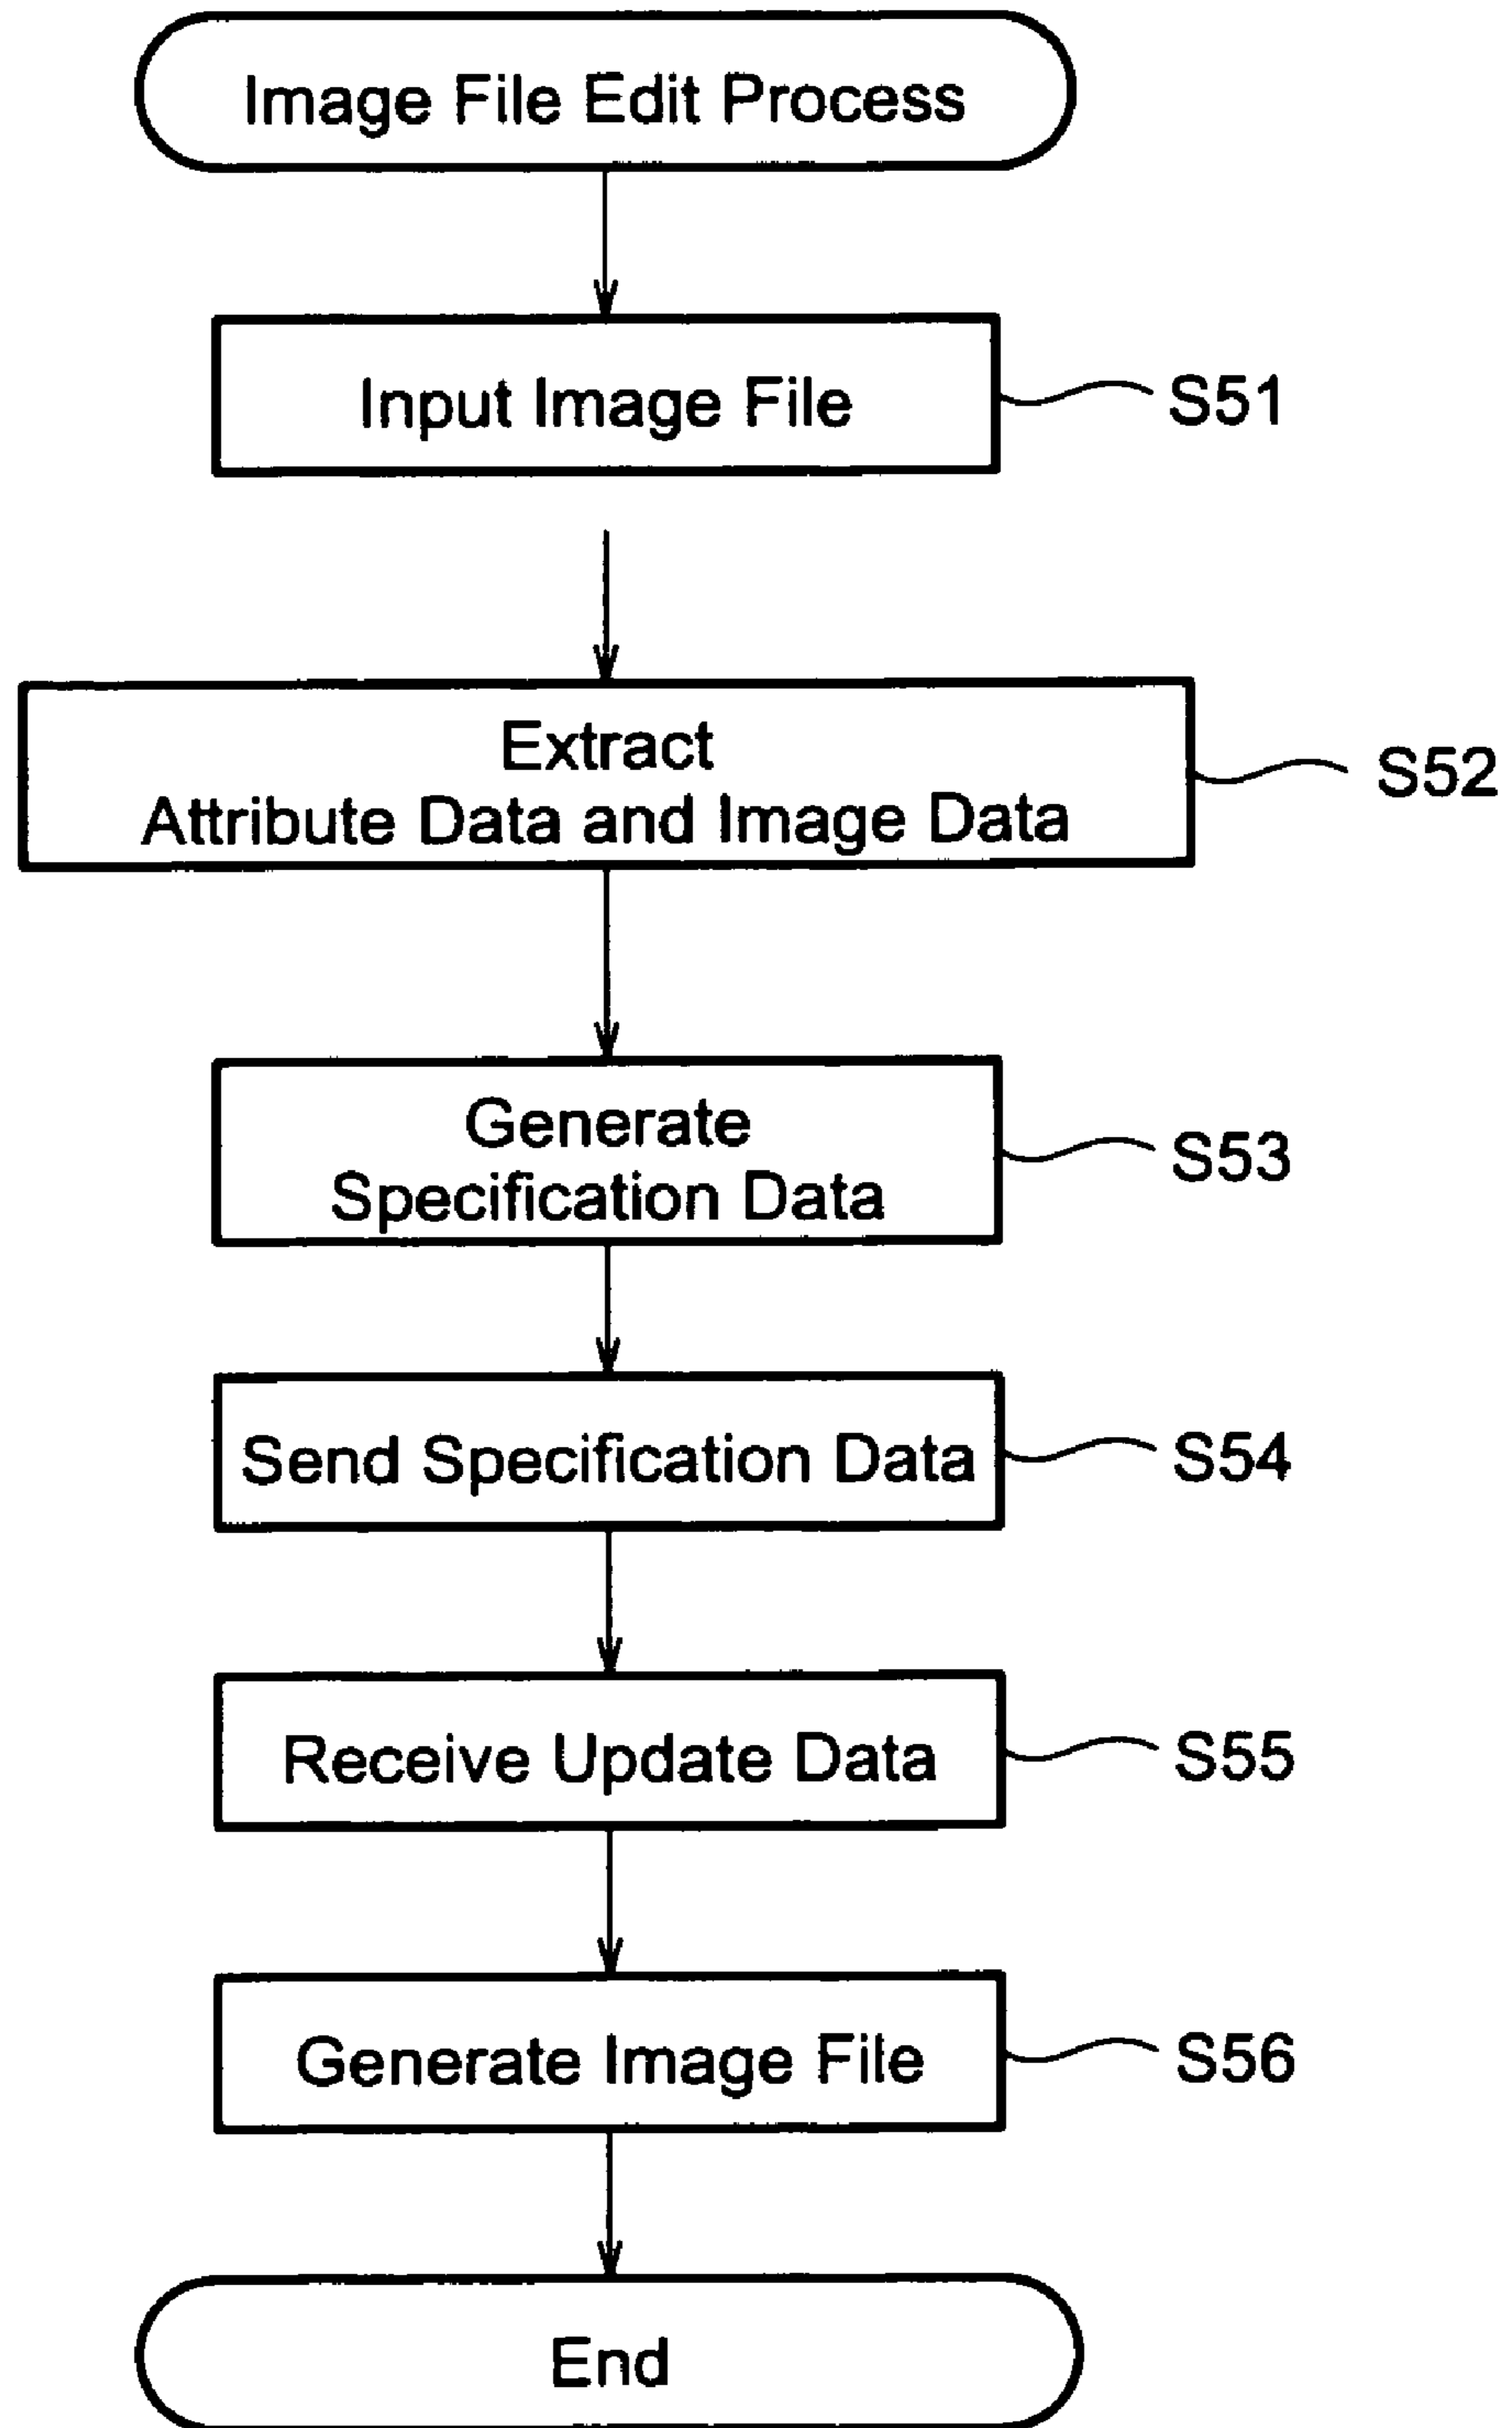 Image File Edit Process
Input Image File
S51
Extract
Attribute Data and Image Data
S52
Generate
Specification Data
S53
Send Specification Data
S54
Receive Update Data
S55
Generate Image File
S56
End